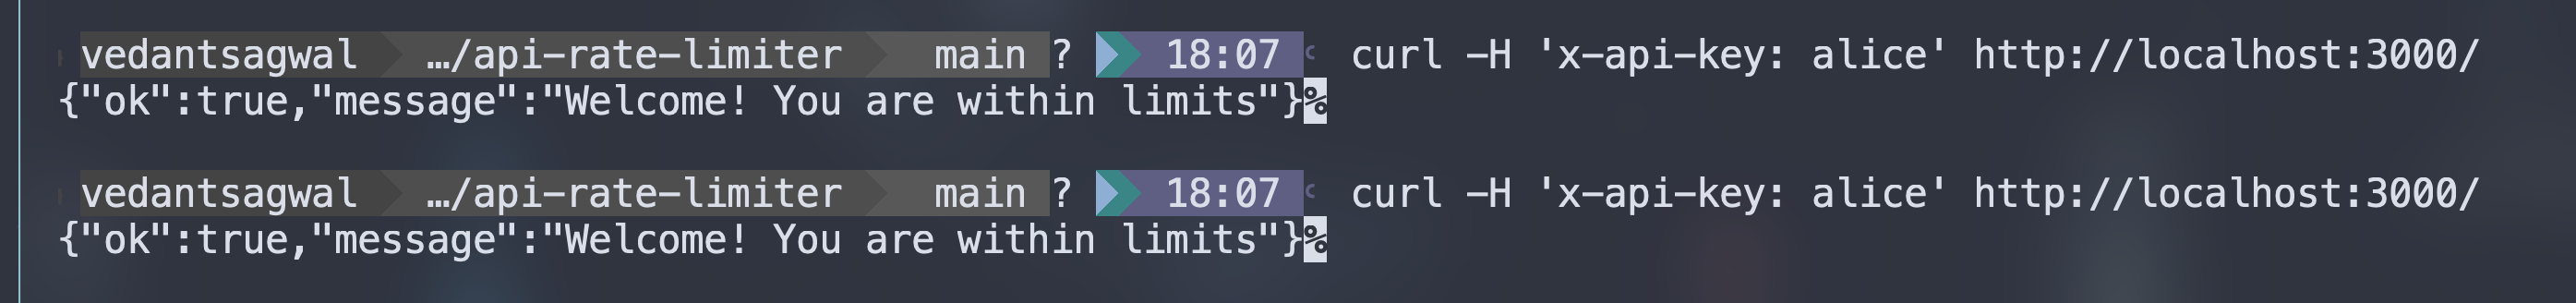 vedantsagwal …/api-rate-limiter main? 18:07 curl -H 'x-api-key: alice' http://localhost:3000/
{"ok":true,"message":"Welcome! You are within limits"}%
vedantsagwal …/api-rate-limiter main? 18:07 curl -H 'x-api-key: alice' http://localhost:3000/
{"ok":true,"message":"Welcome! You are within limits"}%